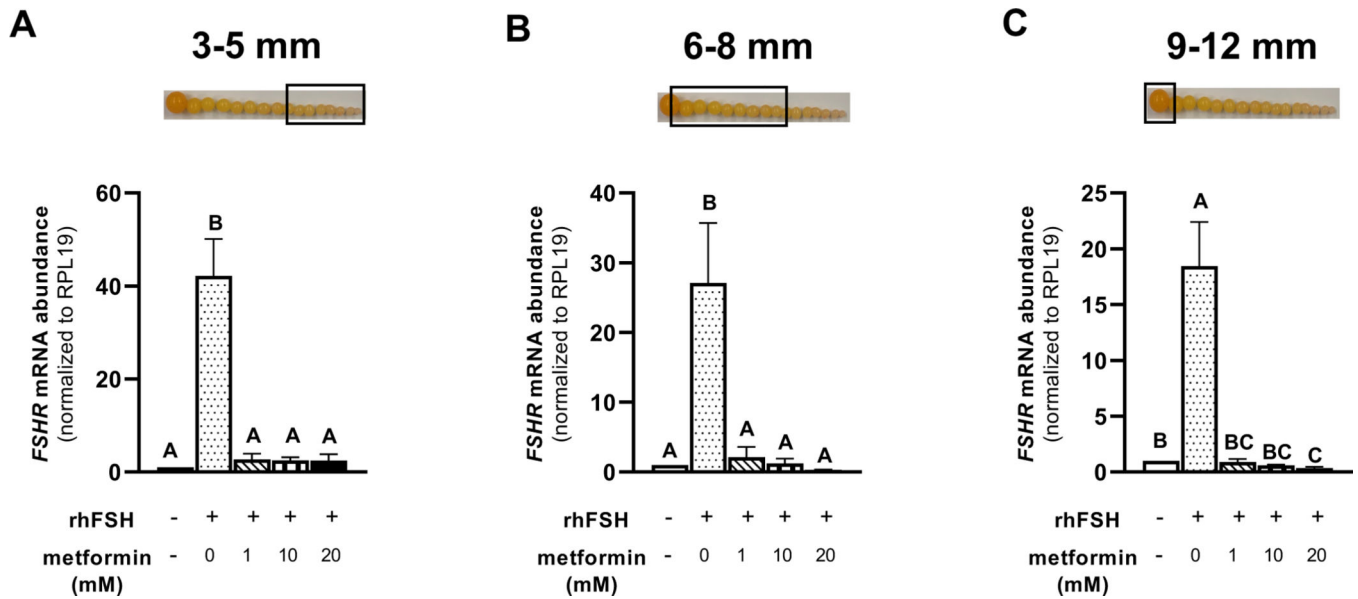 A
3-5 mm
FSHR mRNA abundance
(normalized to RPL19)
60
40
20
0
A
B
A
A
A
rhFSH - + + + +
metformin - 0 1 10 20
(mM)
B
6-8 mm
FSHR mRNA abundance
(normalized to RPL19)
40
30
20
10
0
A
B
A
A
A
rhFSH - + + + +
metformin - 0 1 10 20
(mM)
C
9-12 mm
FSHR mRNA abundance
(normalized to RPL19)
25
20
15
10
5
0
B
A
BC
BC
C
rhFSH - + + + +
metformin - 0 1 10 20
(mM)